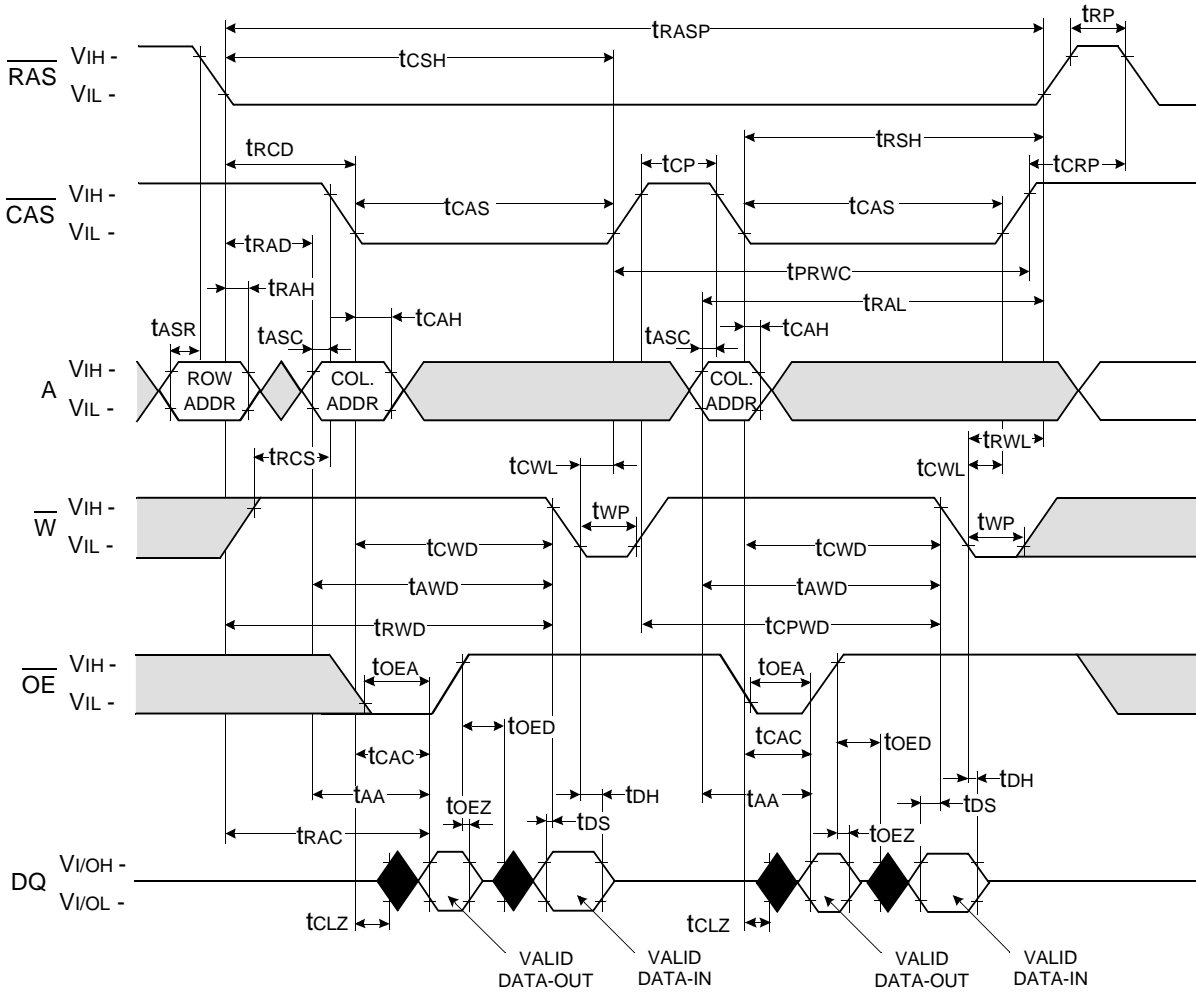 tRASP
tRP
RAS
VIH -
VIL -
tCSH
tRSH
tRCD
tCP
tCRP
CAS
VIH -
VIL -
tCAS
tCAS
tRAD
tPRWC
tRAH
tRAL
tASR
tASC
tCAH
tASC
tCAH
A
VIH -
VIL -
ROW
ADDR
COL.
ADDR
COL.
ADDR
tRWL
tRCS
tCWL
tCWL
W
VIH -
VIL -
tWP
tWP
tCWD
tCWD
tAWD
tAWD
tRWD
tCPWD
OE
VIH -
VIL -
tOEA
tOEA
tOED
tOED
tCAC
tCAC
tAA
tDH
tAA
tDH
tOEZ
tDS
tDS
tRAC
tOEZ
DQ
VI/OH -
VI/OL -
tCLZ
tCLZ
VALID
DATA-OUT
VALID
DATA-IN
VALID
DATA-OUT
VALID
DATA-IN